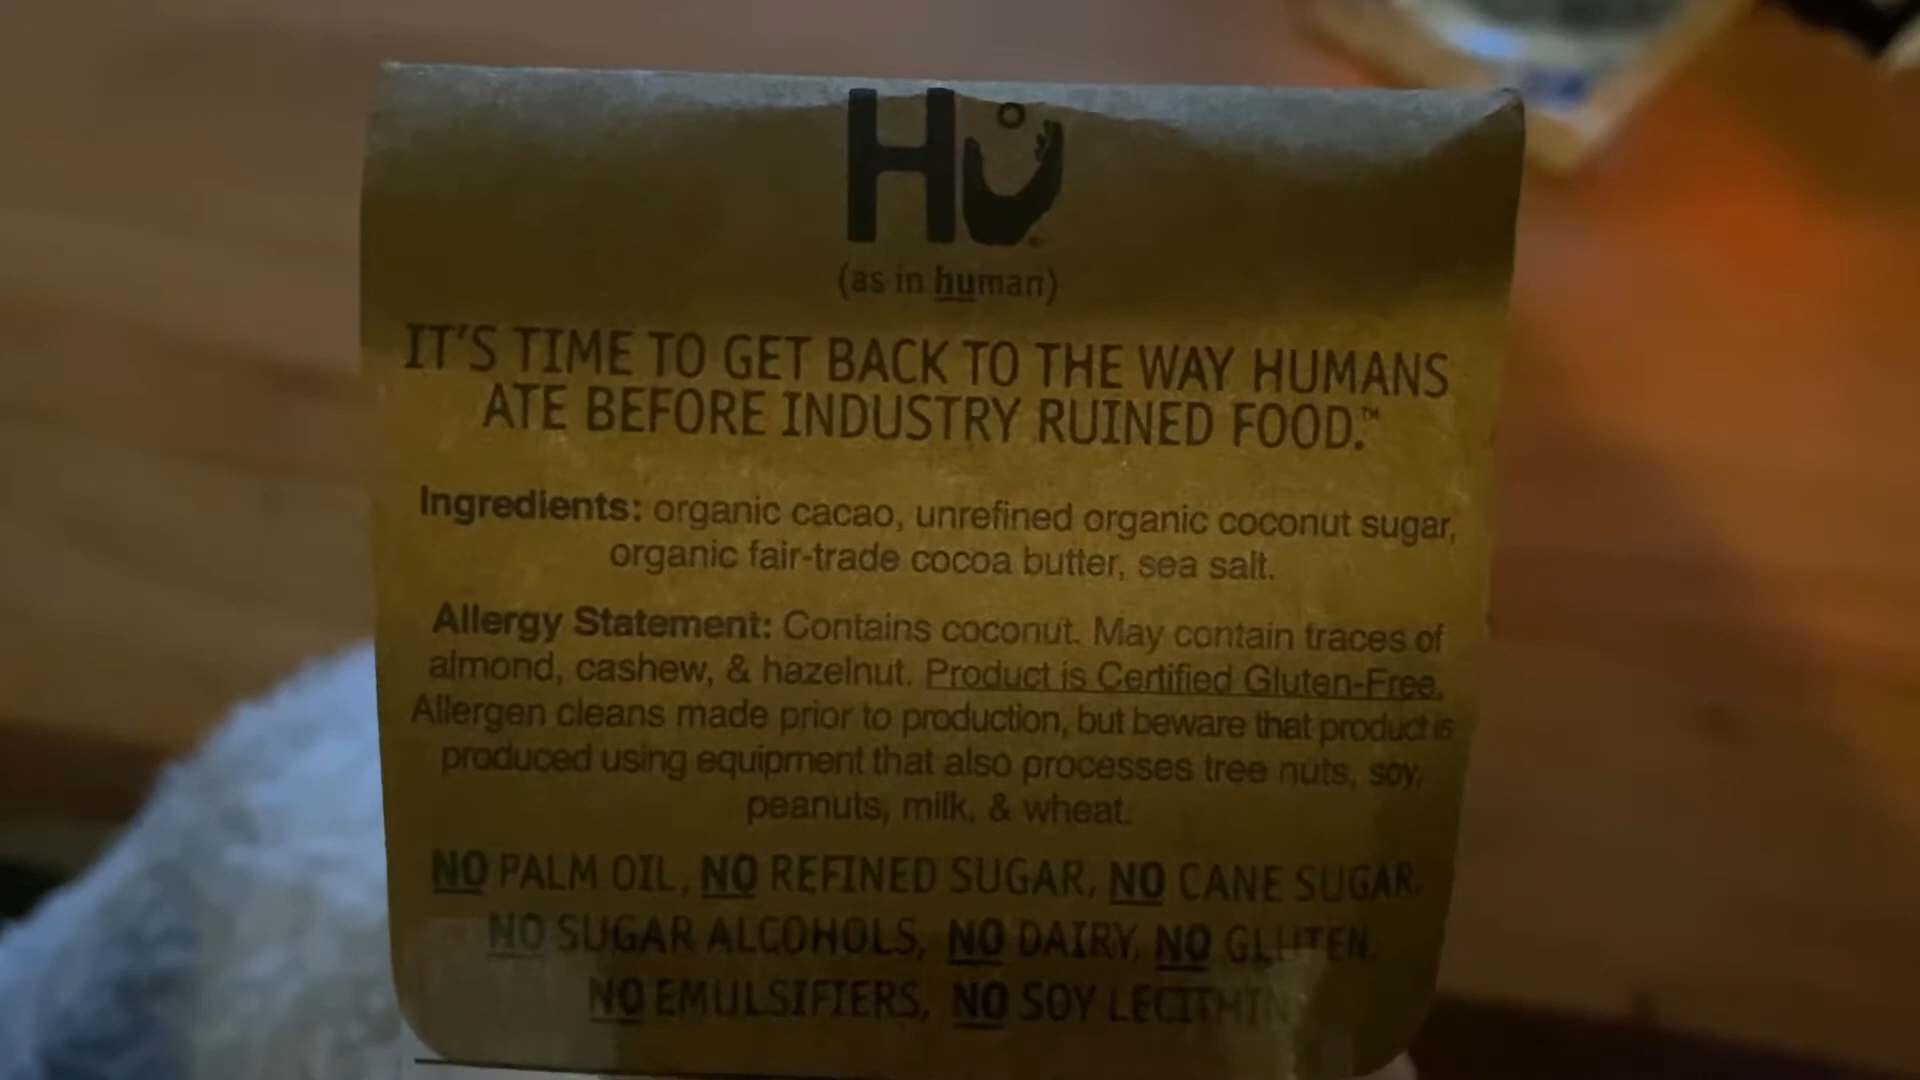 Hu
(as in human)
IT'S TIME TO GET BACK TO THE WAY HUMANS
ATE BEFORE INDUSTRY RUINED FOOD.™
Ingredients: organic cacao, unrefined organic coconut sugar,
organic fair-trade cocoa butter, sea salt.
Allergy Statement: Contains coconut. May contain traces of
almond, cashew, & hazelnut. Product is Certified Gluten-Free.
Allergen cleans made prior to production, but beware that product is
produced using equipment that also processes tree nuts, soy,
peanuts, milk, & wheat.
NO PALM OIL, NO REFINED SUGAR, NO CANE SUGAR,
NO SUGAR ALCOHOLS, NO DAIRY, NO GLUTEN,
NO EMULSIFIERS, NO SOY LECITHIN